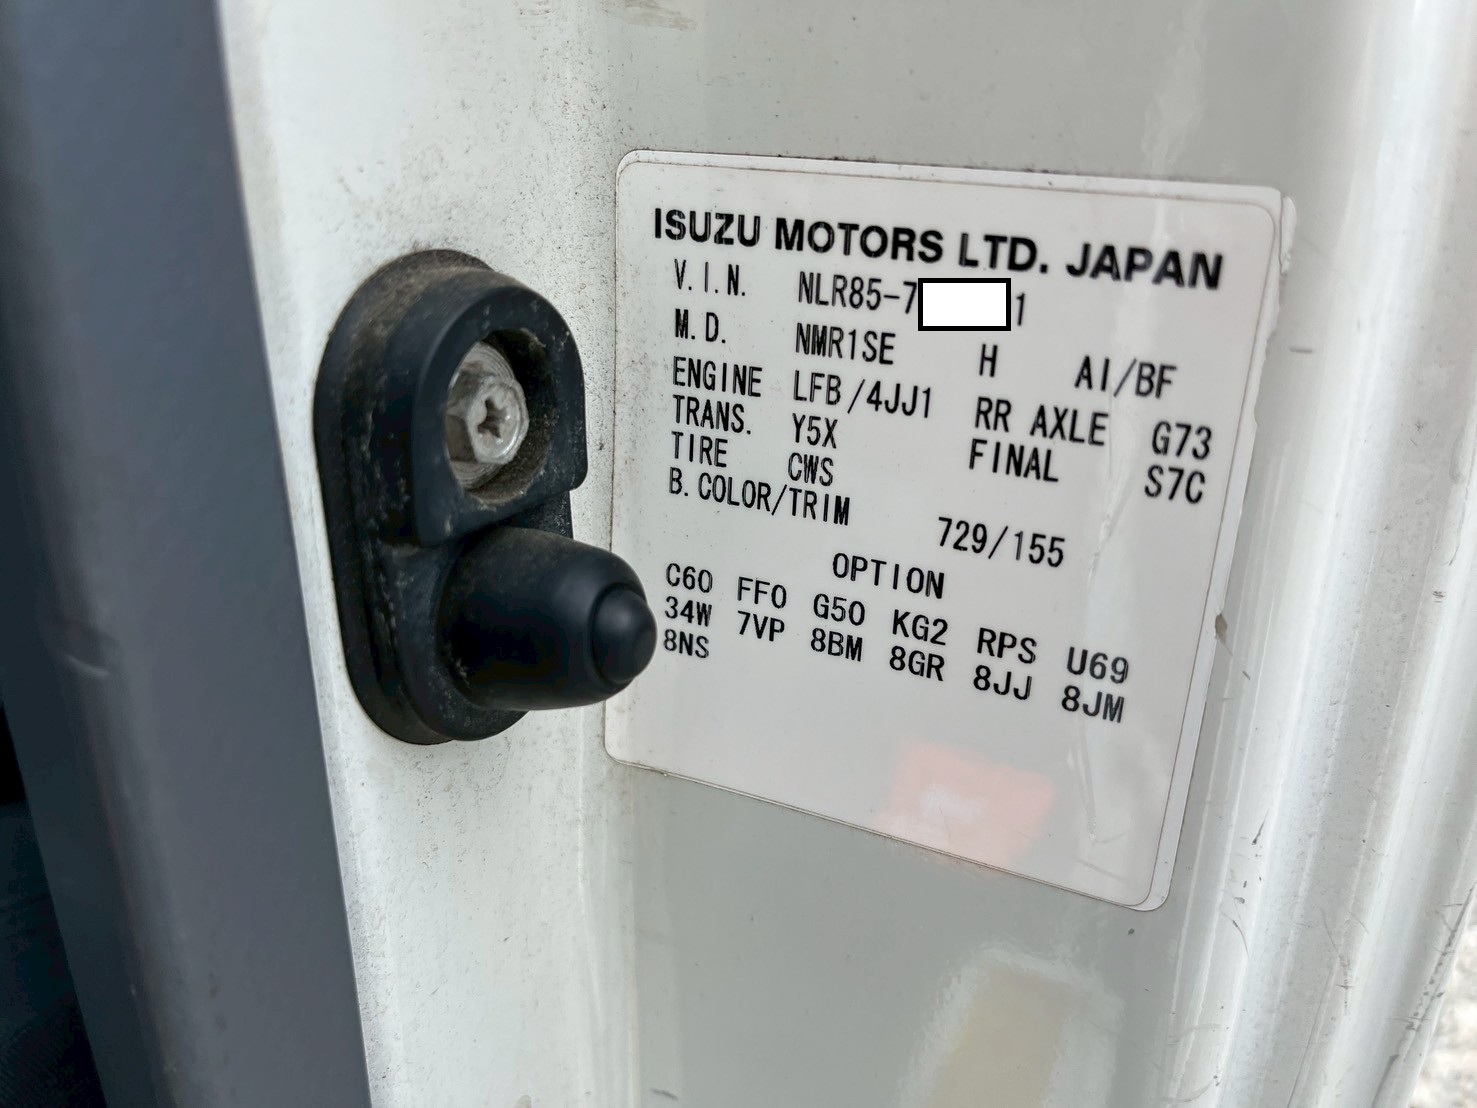 ISUZU MOTORS LTD. JAPAN
V.I.N. NLR85-7 1
M.D. NMR1SE H AI/BF
ENGINE LFB/4JJ1 RR AXLE G73
TRANS. Y5X FINAL S7C
TIRE CWS
B.COLOR/TRIM 729/155
OPTION
C60 FF0 G50 KG2 RPS U69
34W 7VP 8BM 8GR 8JJ 8JM
8NS